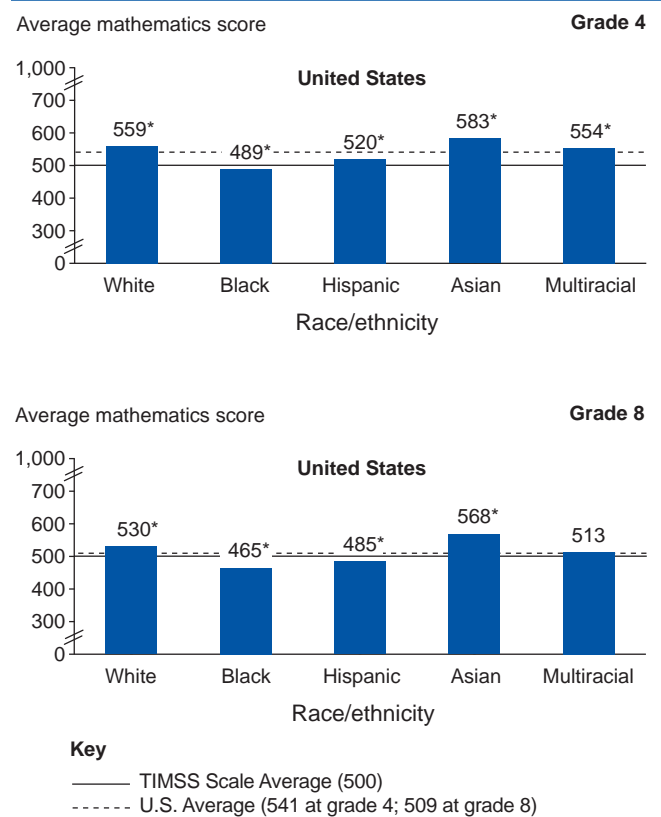 Average mathematics score Grade 4
1,000
United States
700
600
500
400
300
0
559* 489* 520* 583* 554*
White Black Hispanic Asian Multiracial
Race/ethnicity
Average mathematics score Grade 8
1,000
United States
700
600
500
400
300
0
530* 465* 485* 568* 513
White Black Hispanic Asian Multiracial
Race/ethnicity
Key
TIMSS Scale Average (500)
U.S. Average (541 at grade 4; 509 at grade 8)